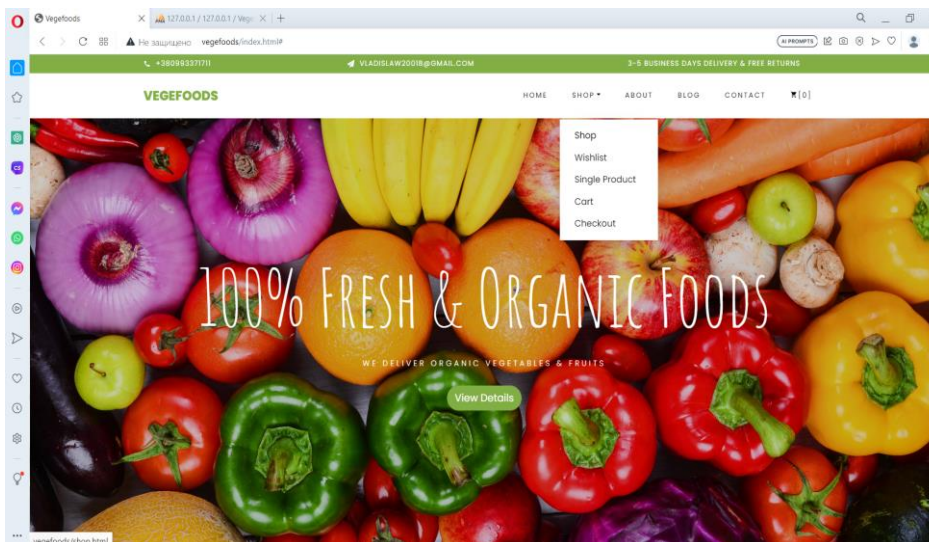 Vegefoods
127.0.0.1 / 127.0.0.1 / Vege
Не защищено vegefoods/index.html#
AI PROMPTS
+380993371711
VLADISLAW20018@GMAIL.COM
3-5 BUSINESS DAYS DELIVERY & FREE RETURNS
VEGEFOODS
HOME SHOP ABOUT BLOG CONTACT [0]
Shop
Wishlist
Single Product
Cart
Checkout
100% Fresh & Organic Foods
WE DELIVER ORGANIC VEGETABLES & FRUITS
View Details
vegefoods/shop.html